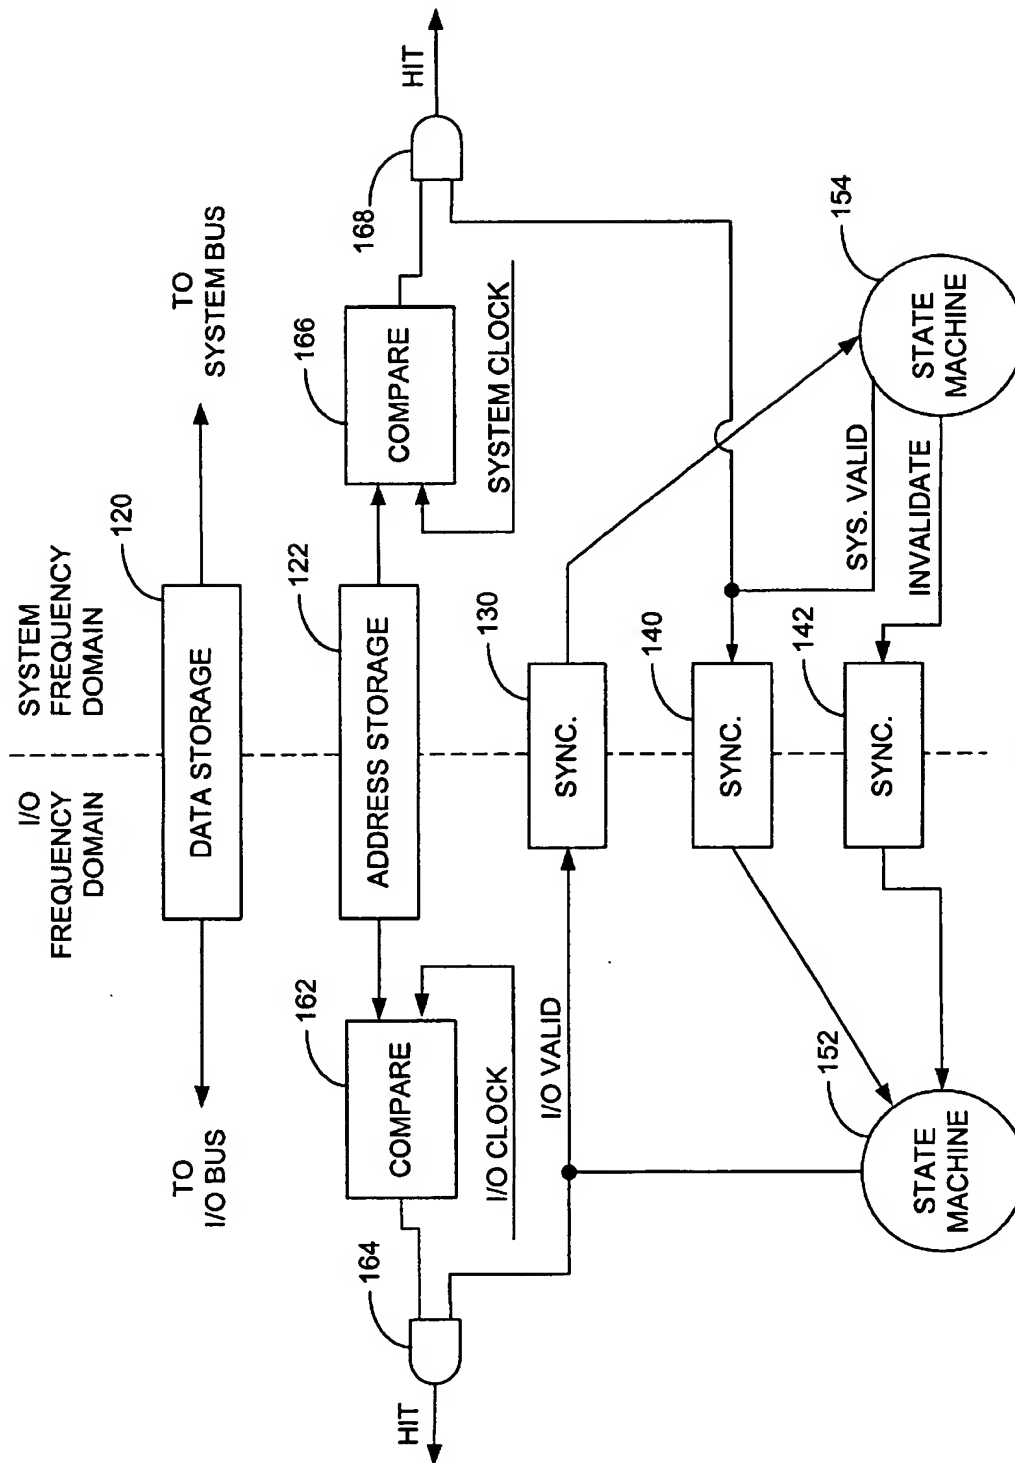 I/O
FREQUENCY
DOMAIN
SYSTEM
FREQUENCY
DOMAIN
TO
I/O BUS
DATA STORAGE
120
TO
SYSTEM BUS
HIT
164
COMPARE
162
I/O CLOCK
ADDRESS STORAGE
122
COMPARE
166
SYSTEM CLOCK
168
HIT
I/O VALID
SYNC.
130
SYNC.
140
SYS. VALID
SYNC.
142
INVALIDATE
STATE
MACHINE
152
STATE
MACHINE
154